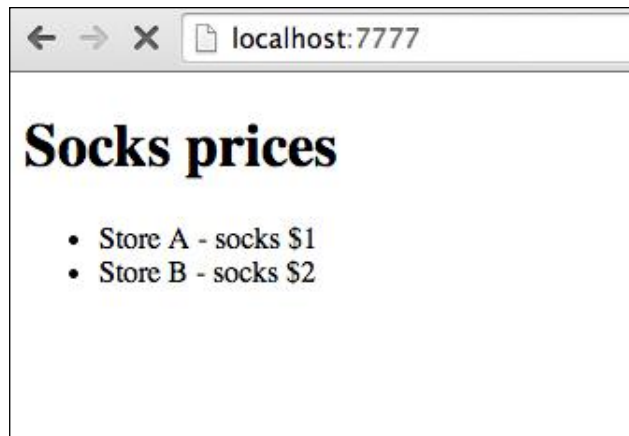 localhost:7777
Socks prices
Store A - socks $1
Store B - socks $2